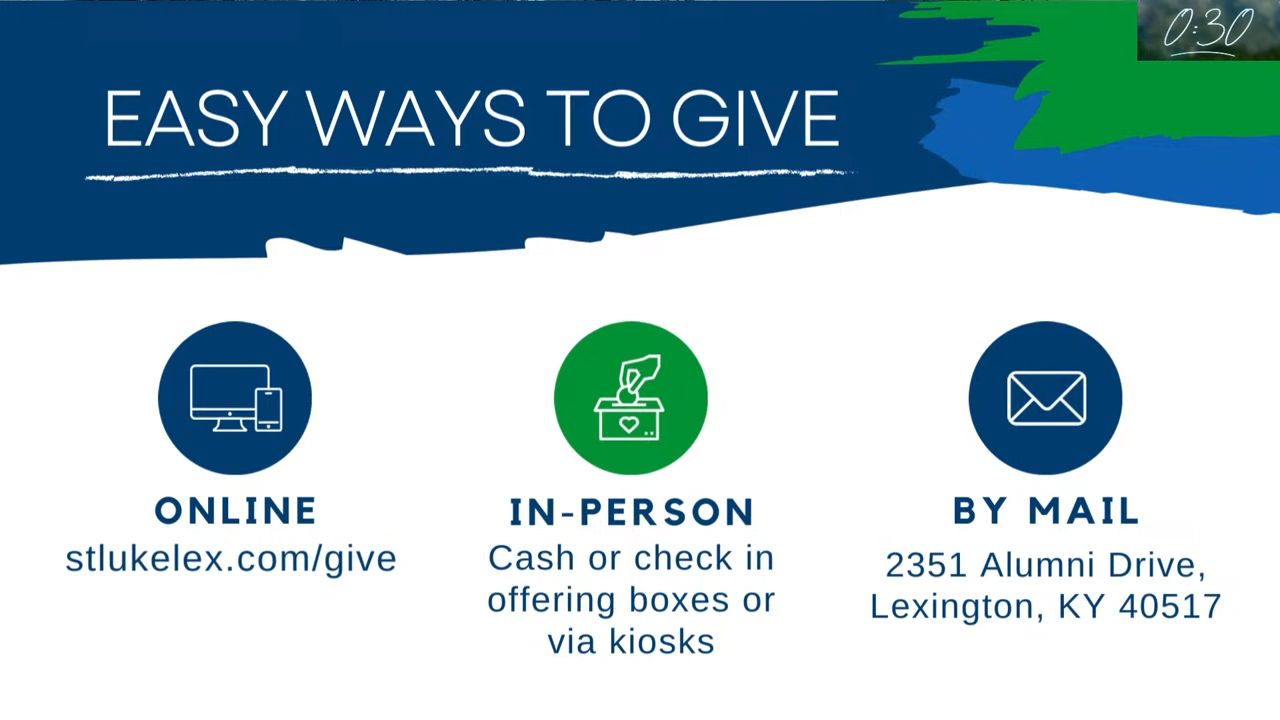 0:30
EASY WAYS TO GIVE
ONLINE
stlukelex.com/give
IN-PERSON
Cash or check in
offering boxes or
via kiosks
BY MAIL
2351 Alumni Drive,
Lexington, KY 40517